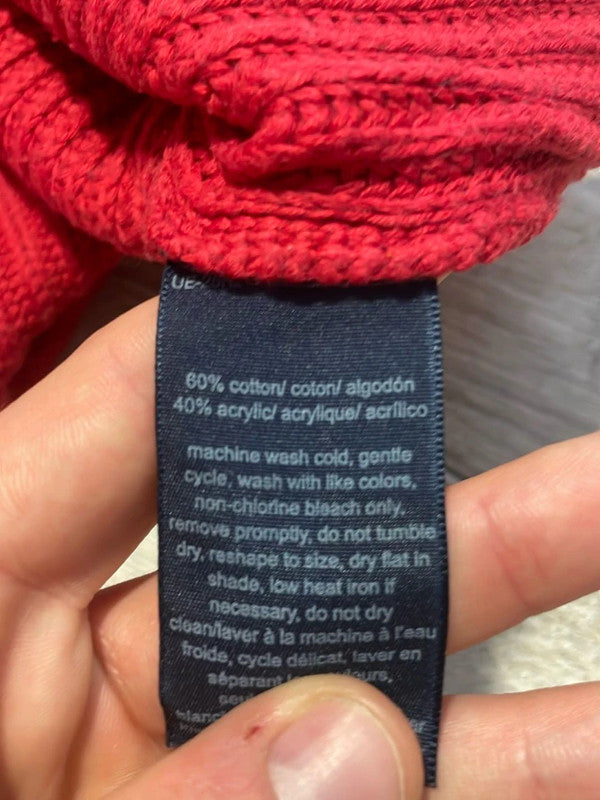 60% cotton/ coton/ algodón
40% acrylic/ acrylique/ acrílico
machine wash cold, gentle
cycle, wash with like colors,
non-chlorine bleach only,
remove promptly, do not tumble
dry, reshape to size, dry flat in
shade, low heat iron if
necessary, do not dry
clean/laver à la machine à l'eau
froide, cycle délicat, laver en
séparant